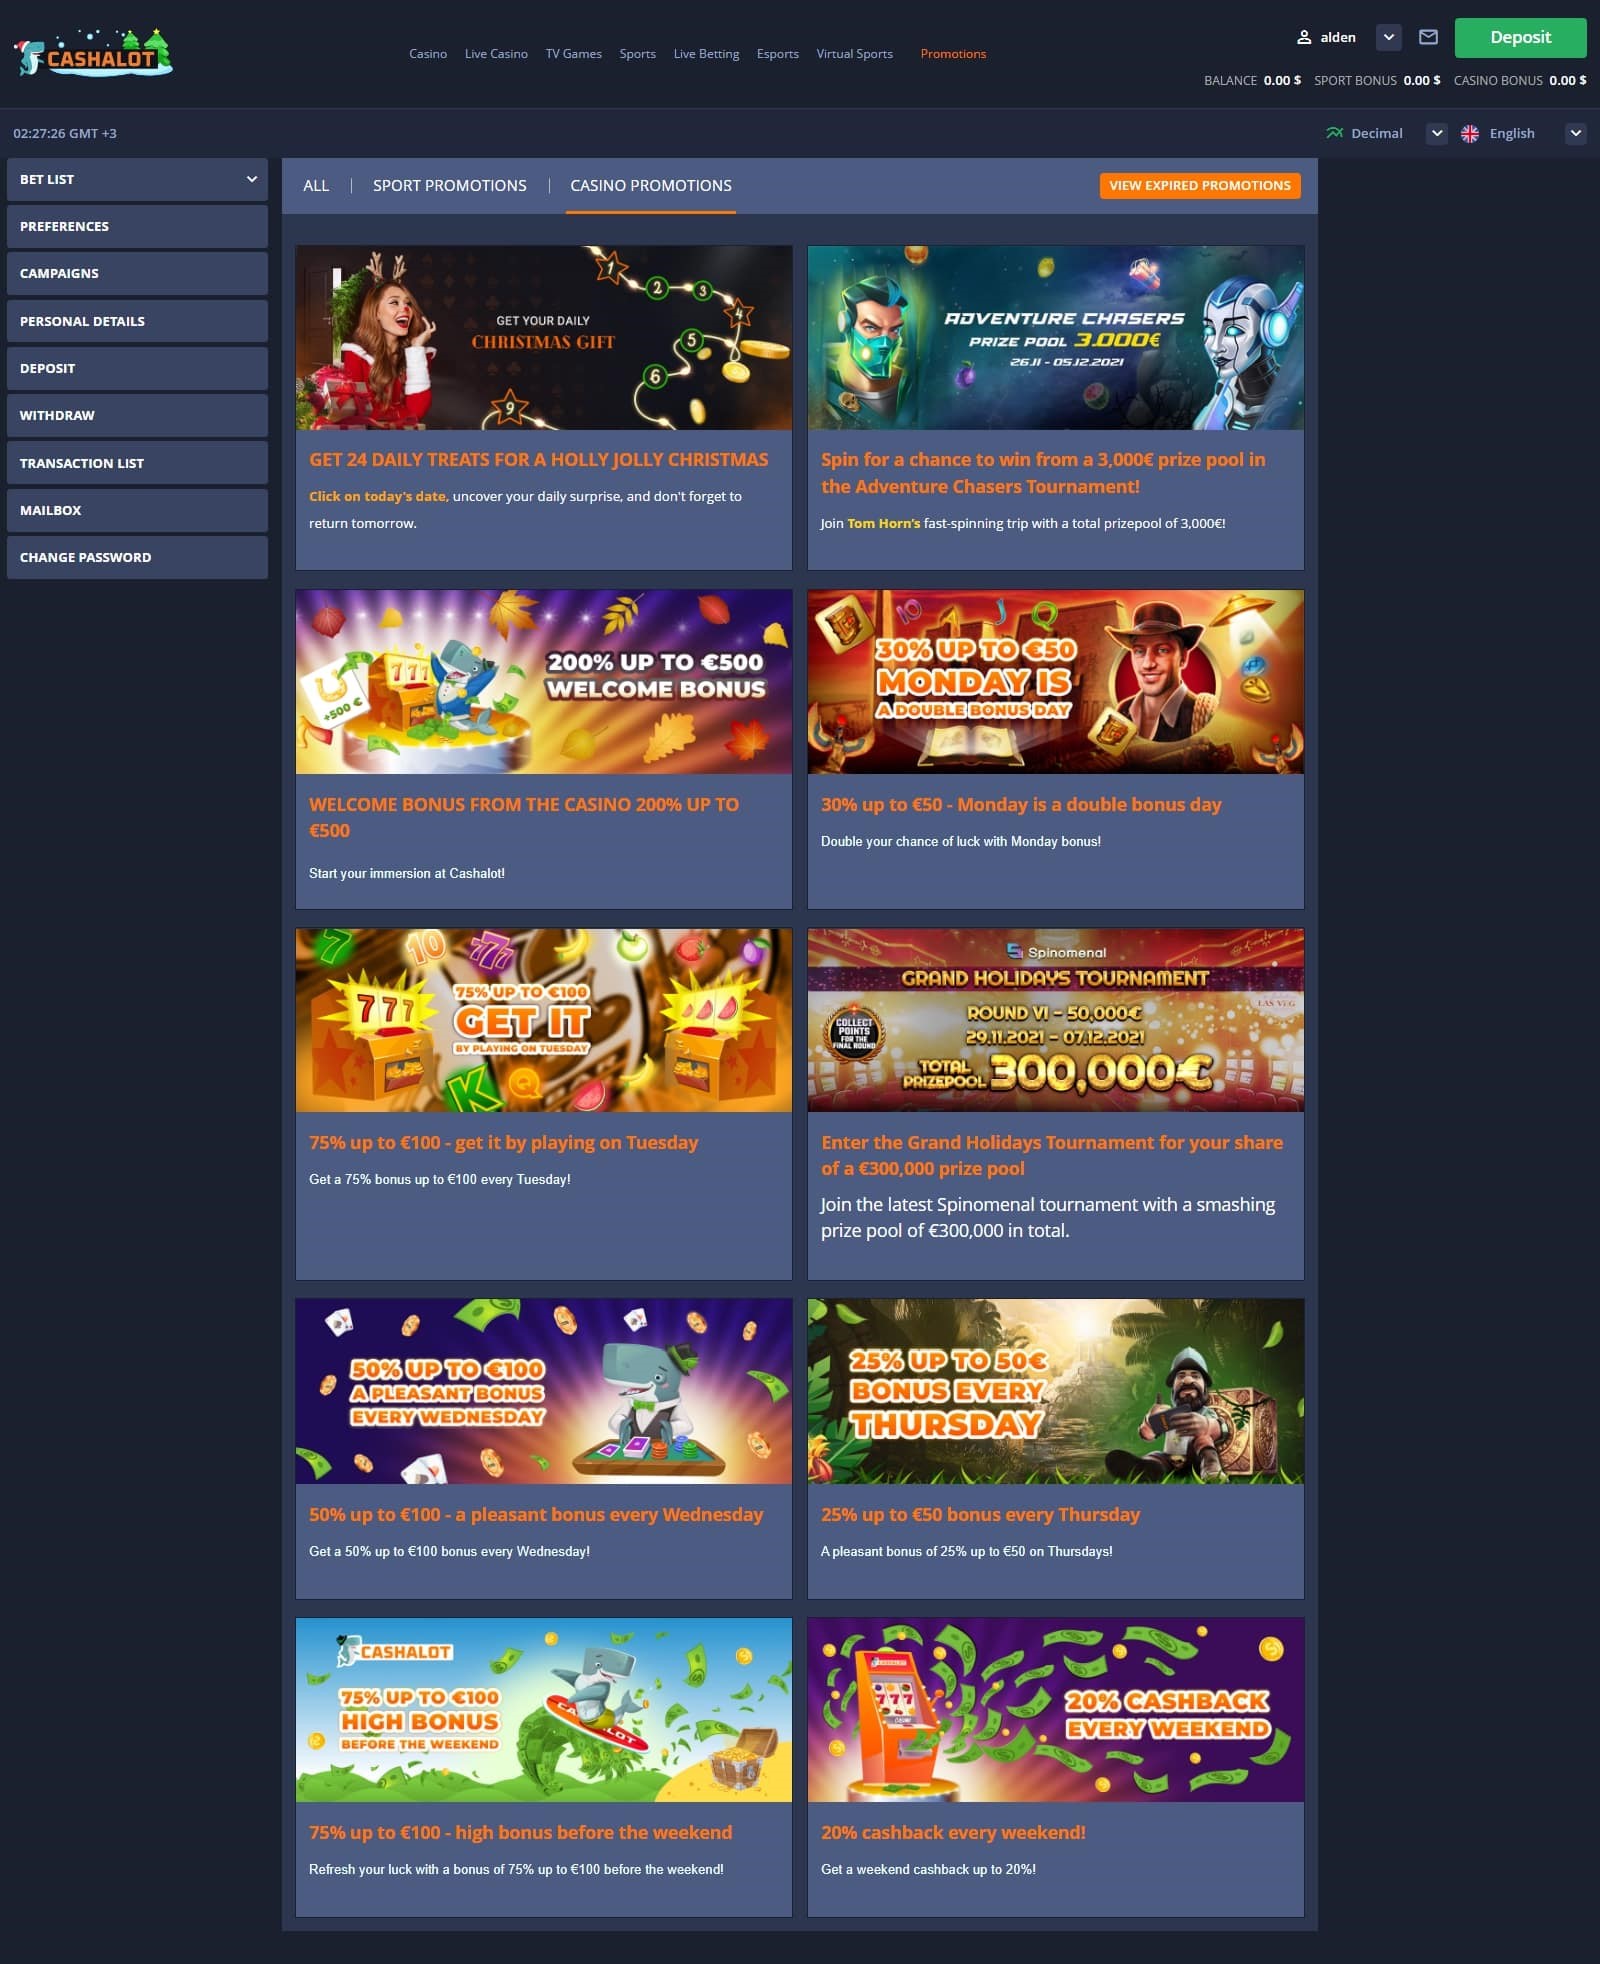 CASHALOT
Casino Live Casino TV Games Sports Live Betting Esports Virtual Sports Promotions
alden
Deposit
BALANCE 0.00 $ SPORT BONUS 0.00 $ CASINO BONUS 0.00 $
02:27:26 GMT +3
Decimal
English
BET LIST
PREFERENCES
CAMPAIGNS
PERSONAL DETAILS
DEPOSIT
WITHDRAW
TRANSACTION LIST
MAILBOX
CHANGE PASSWORD
ALL | SPORT PROMOTIONS | CASINO PROMOTIONS
VIEW EXPIRED PROMOTIONS
GET YOUR DAILY
CHRISTMAS GIFT
1
2
3
4
5
6
9
GET 24 DAILY TREATS FOR A HOLLY JOLLY CHRISTMAS
Click on today's date, uncover your daily surprise, and don't forget to
return tomorrow.
ADVENTURE CHASERS
PRIZE POOL 3.000€
26.11 - 05.12.2021
Spin for a chance to win from a 3,000€ prize pool in
the Adventure Chasers Tournament!
Join Tom Horn's fast-spinning trip with a total prizepool of 3,000€!
777
+500 €
200% UP TO €500
WELCOME BONUS
WELCOME BONUS FROM THE CASINO 200% UP TO
€500
Start your immersion at Cashalot!
10 A J Q
30% UP TO €50
MONDAY IS
A DOUBLE BONUS DAY
30% up to €50 - Monday is a double bonus day
Double your chance of luck with Monday bonus!
7 10 777
777
75% UP TO €100
GET IT
BY PLAYING ON TUESDAY
K Q
75% up to €100 - get it by playing on Tuesday
Get a 75% bonus up to €100 every Tuesday!
Spinomenal
GRAND HOLIDAYS TOURNAMENT
LAS VEG
ROUND VI – 50,000€
29.11.2021 – 07.12.2021
COLLECT
POINTS
FOR THE
FINAL ROUND
TOTAL
PRIZEPOOL 300,000€
Enter the Grand Holidays Tournament for your share
of a €300,000 prize pool
Join the latest Spinomenal tournament with a smashing
prize pool of €300,000 in total.
50% UP TO €100
A PLEASANT BONUS
EVERY WEDNESDAY
50% up to €100 - a pleasant bonus every Wednesday
Get a 50% up to €100 bonus every Wednesday!
25% UP TO 50€
BONUS EVERY
THURSDAY
25% up to €50 bonus every Thursday
A pleasant bonus of 25% up to €50 on Thursdays!
CASHALOT
75% UP TO €100
HIGH BONUS
BEFORE THE WEEKEND
75% up to €100 - high bonus before the weekend
Refresh your luck with a bonus of 75% up to €100 before the weekend!
CASHALOT
777
20% CASHBACK
EVERY WEEKEND
20% cashback every weekend!
Get a weekend cashback up to 20%!